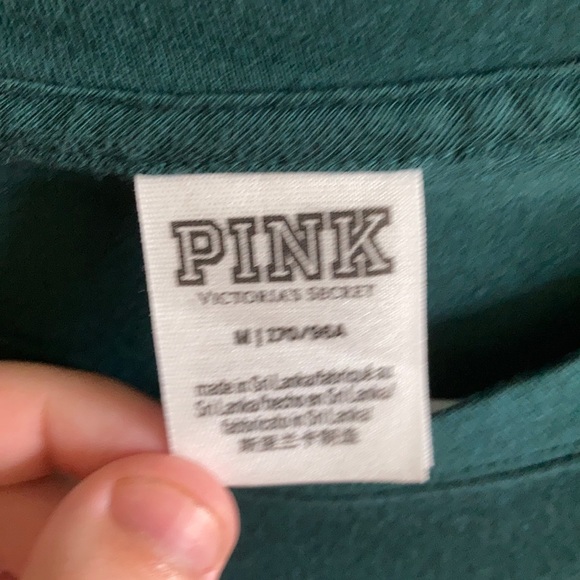 PINK
VICTORIA'S SECRET
M | 170/96A
made in Sri Lanka/fabriqué au
Sri Lanka/hecho en Sri Lanka/
fabricado in Sri Lanka/
斯里兰卡制造